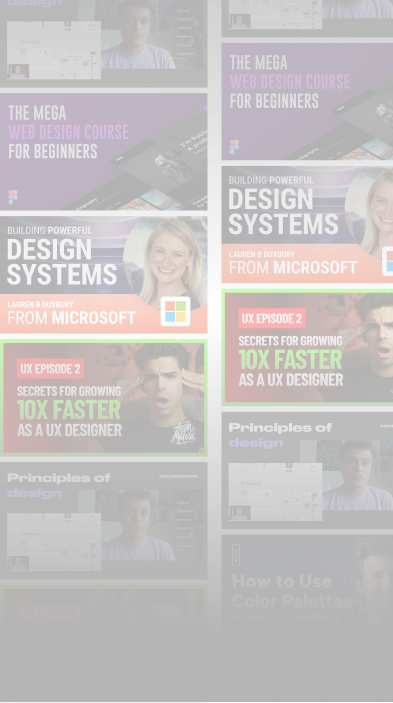 design
THE MEGA
WEB DESIGN COURSE
FOR BEGINNERS
BUILDING POWERFUL
DESIGN
SYSTEMS
LAUREN B DUXBURY
FROM MICROSOFT
UX EPISODE 2
SECRETS FOR GROWING
10X FASTER
AS A UX DESIGNER
Principles of
design
THE MEGA
WEB DESIGN COURSE
FOR BEGINNERS
BUILDING POWERFUL
DESIGN
SYSTEMS
LAUREN B DUXBURY
FROM MICROSOFT
UX EPISODE 2
SECRETS FOR GROWING
10X FASTER
AS A UX DESIGNER
Principles of
design
How to Use
Color Palettes